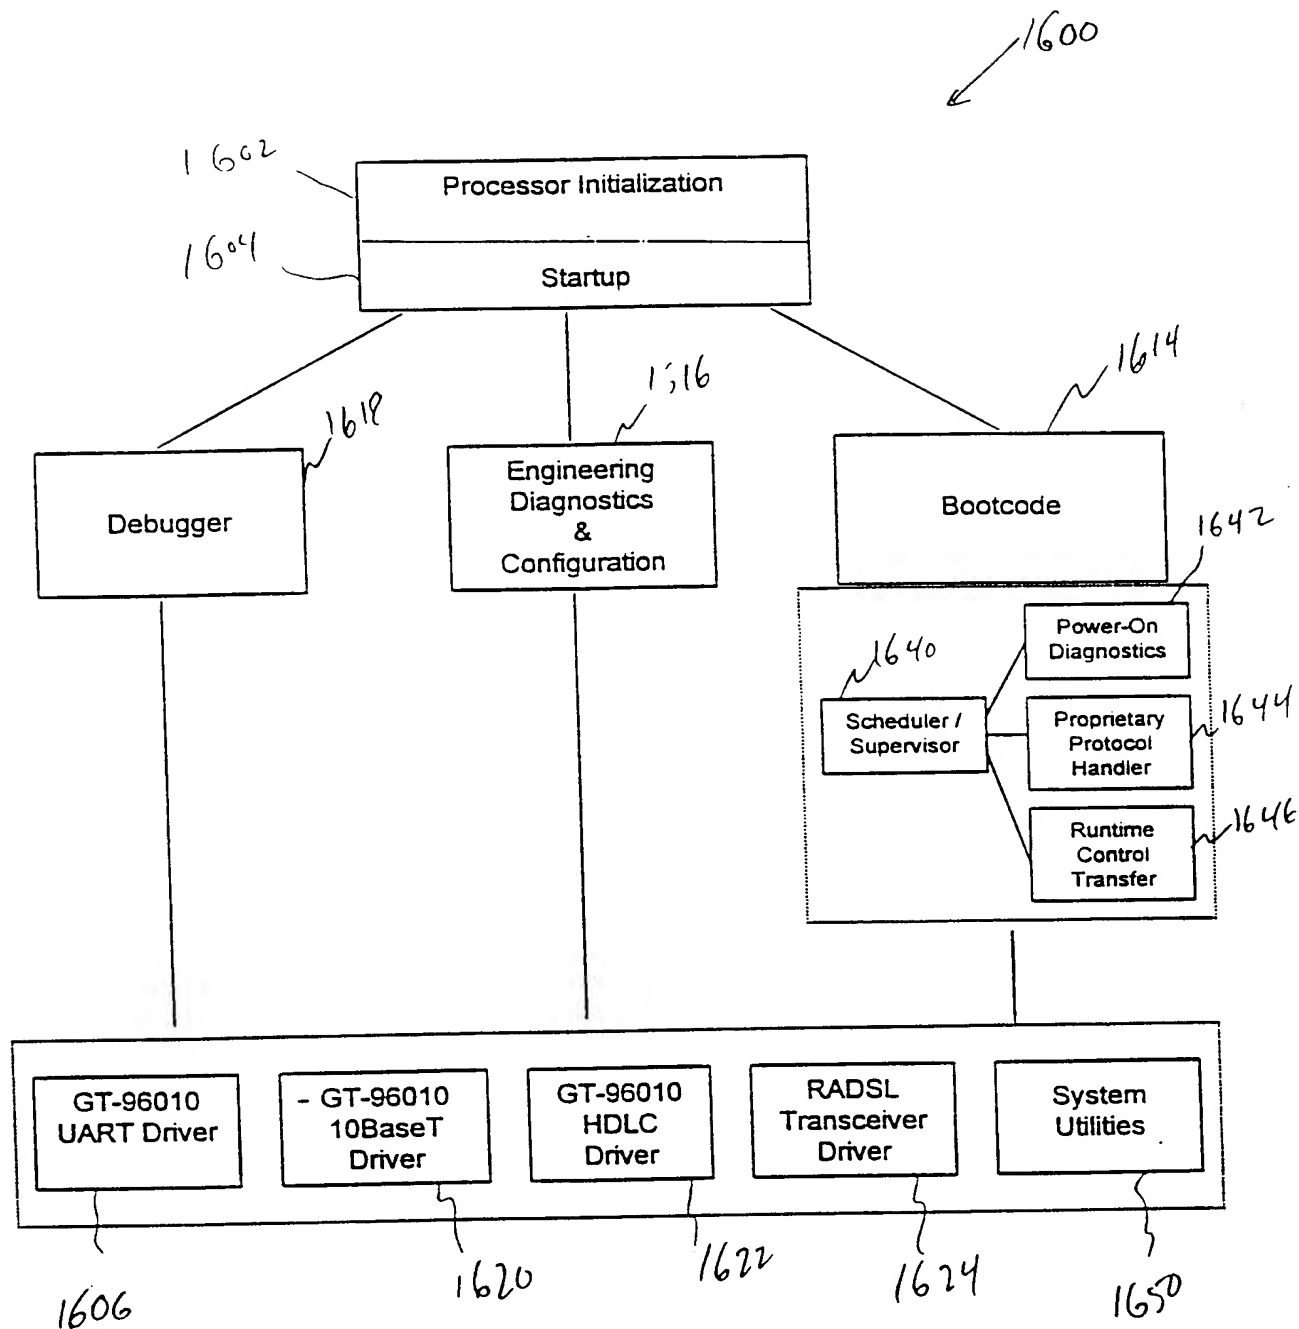 1600
1602
Processor Initialization
1604
Startup
1614
1618
Debugger
Engineering
Diagnostics
&
Configuration
Bootcode
1642
Power-On
Diagnostics
1640
Scheduler /
Supervisor
1644
Proprietary
Protocol
Handler
1646
Runtime
Control
Transfer
GT-96010
UART Driver
- GT-96010
10BaseT
Driver
GT-96010
HDLC
Driver
RADSL
Transceiver
Driver
System
Utilities
1606
1620
1622
1624
1650